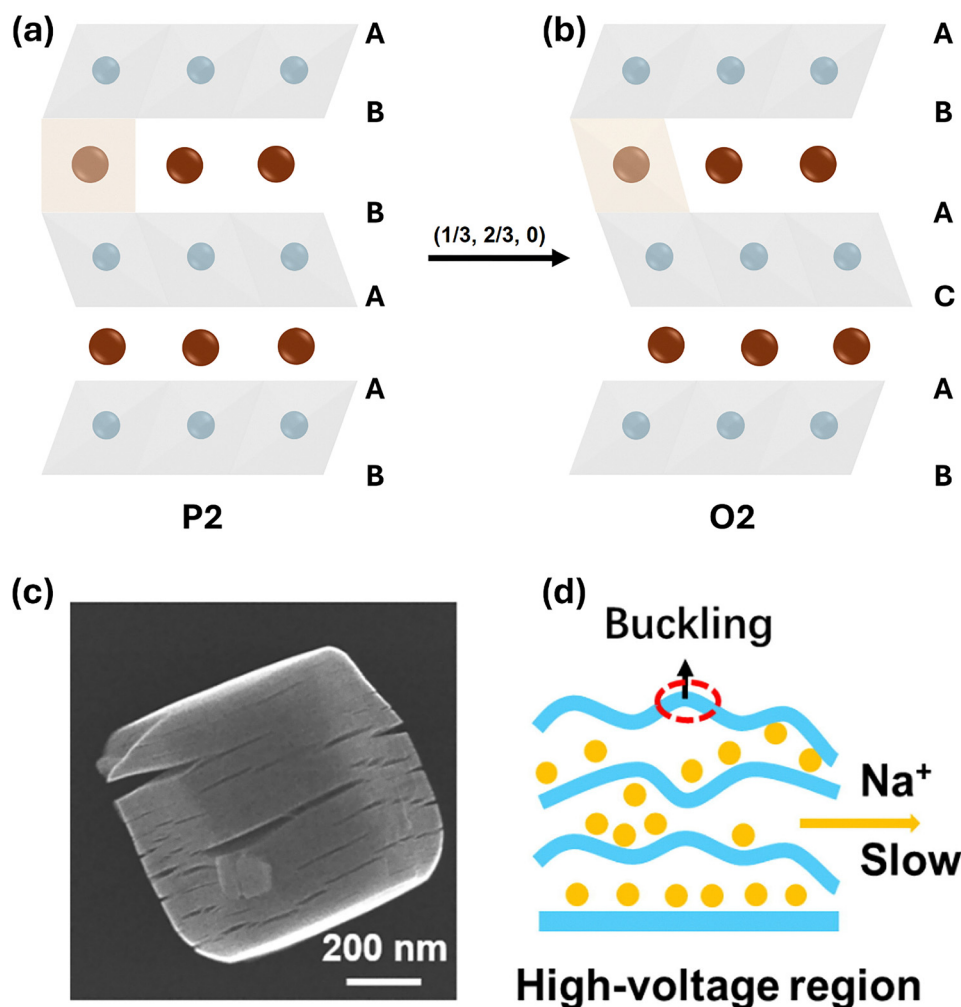 (a)
A
B
B
A
A
B
P2
(1/3, 2/3, 0)
(b)
A
B
A
C
A
B
O2
(c)
200 nm
(d)
Buckling
Na⁺
Slow
High-voltage region